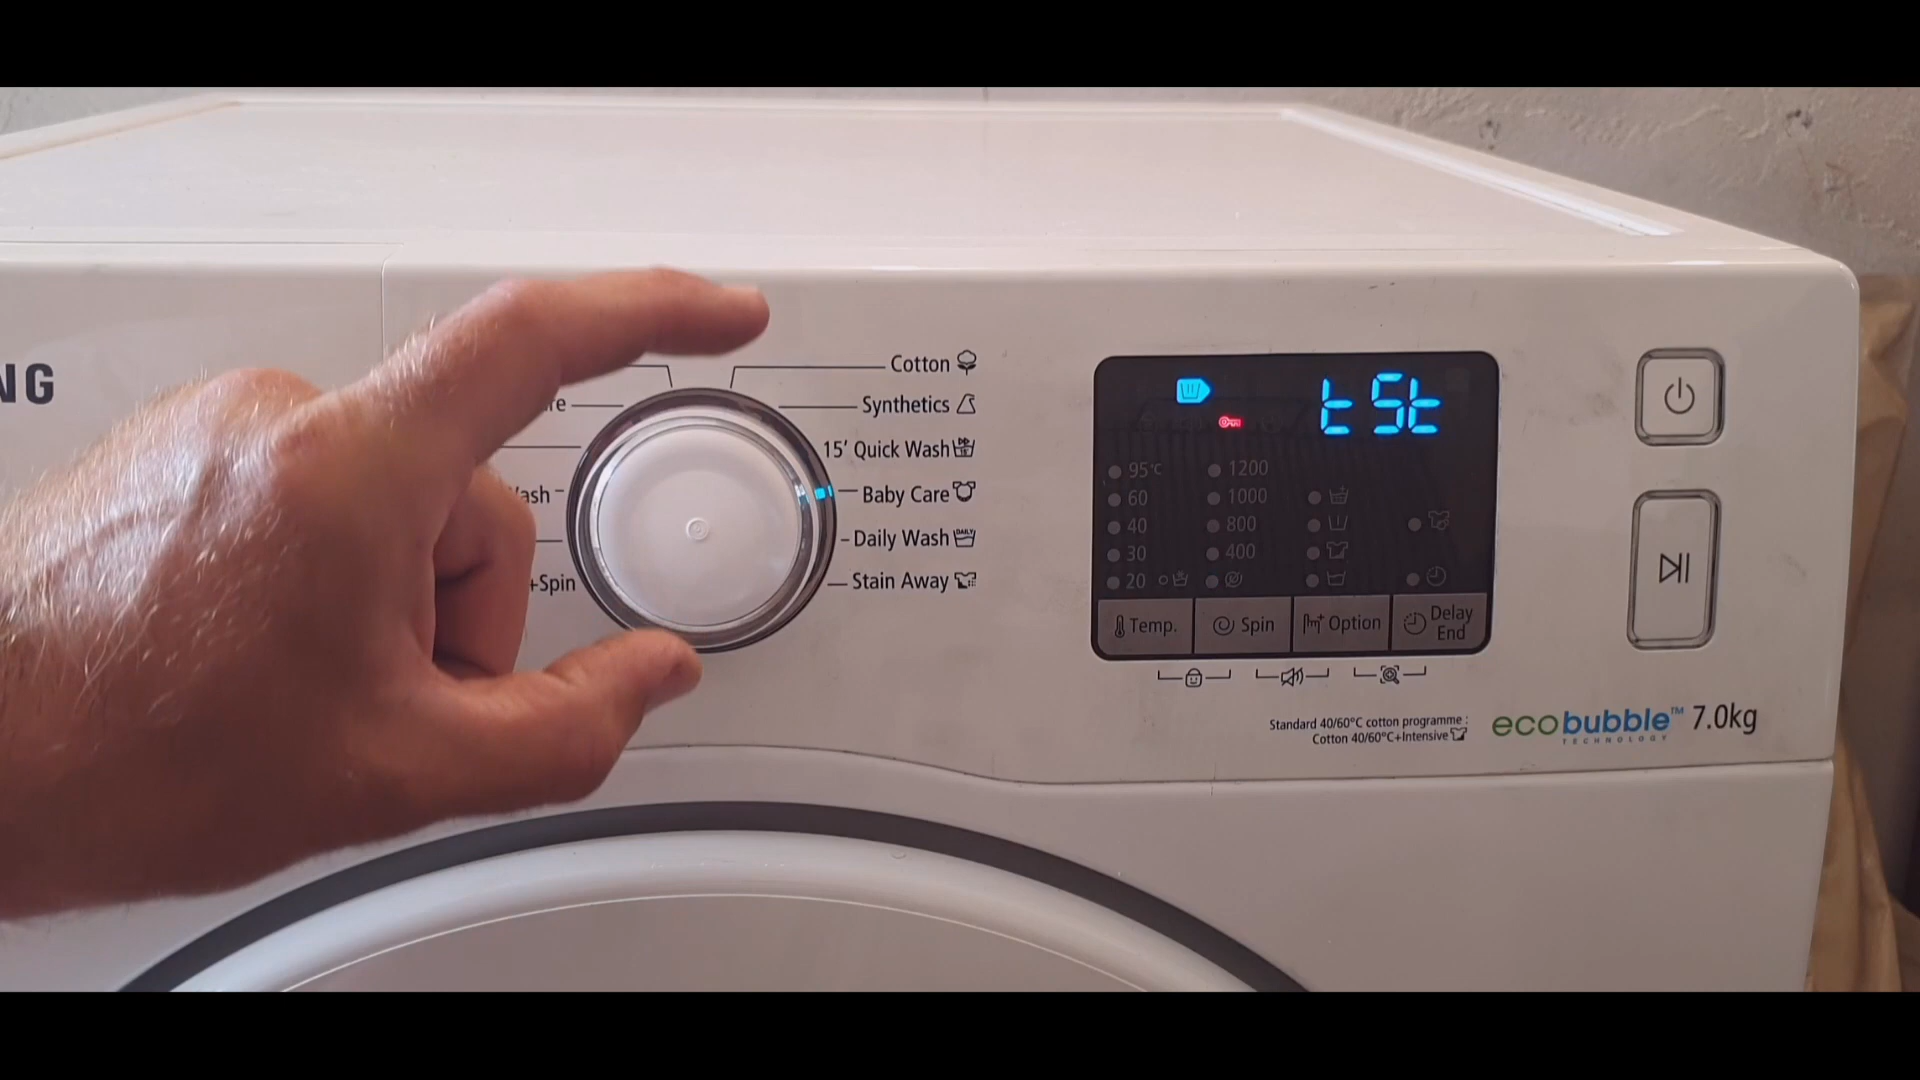 NG
Cotton
Synthetics
15' Quick Wash
Baby Care
Daily Wash
Stain Away
+Spin
tSt
95°C 1200
60 1000
40 800
30 400
20
Temp. Spin Option Delay End
Standard 40/60°C cotton programme :
Cotton 40/60°C+Intensive
ecobubble™ 7.0kg
TECHNOLOGY